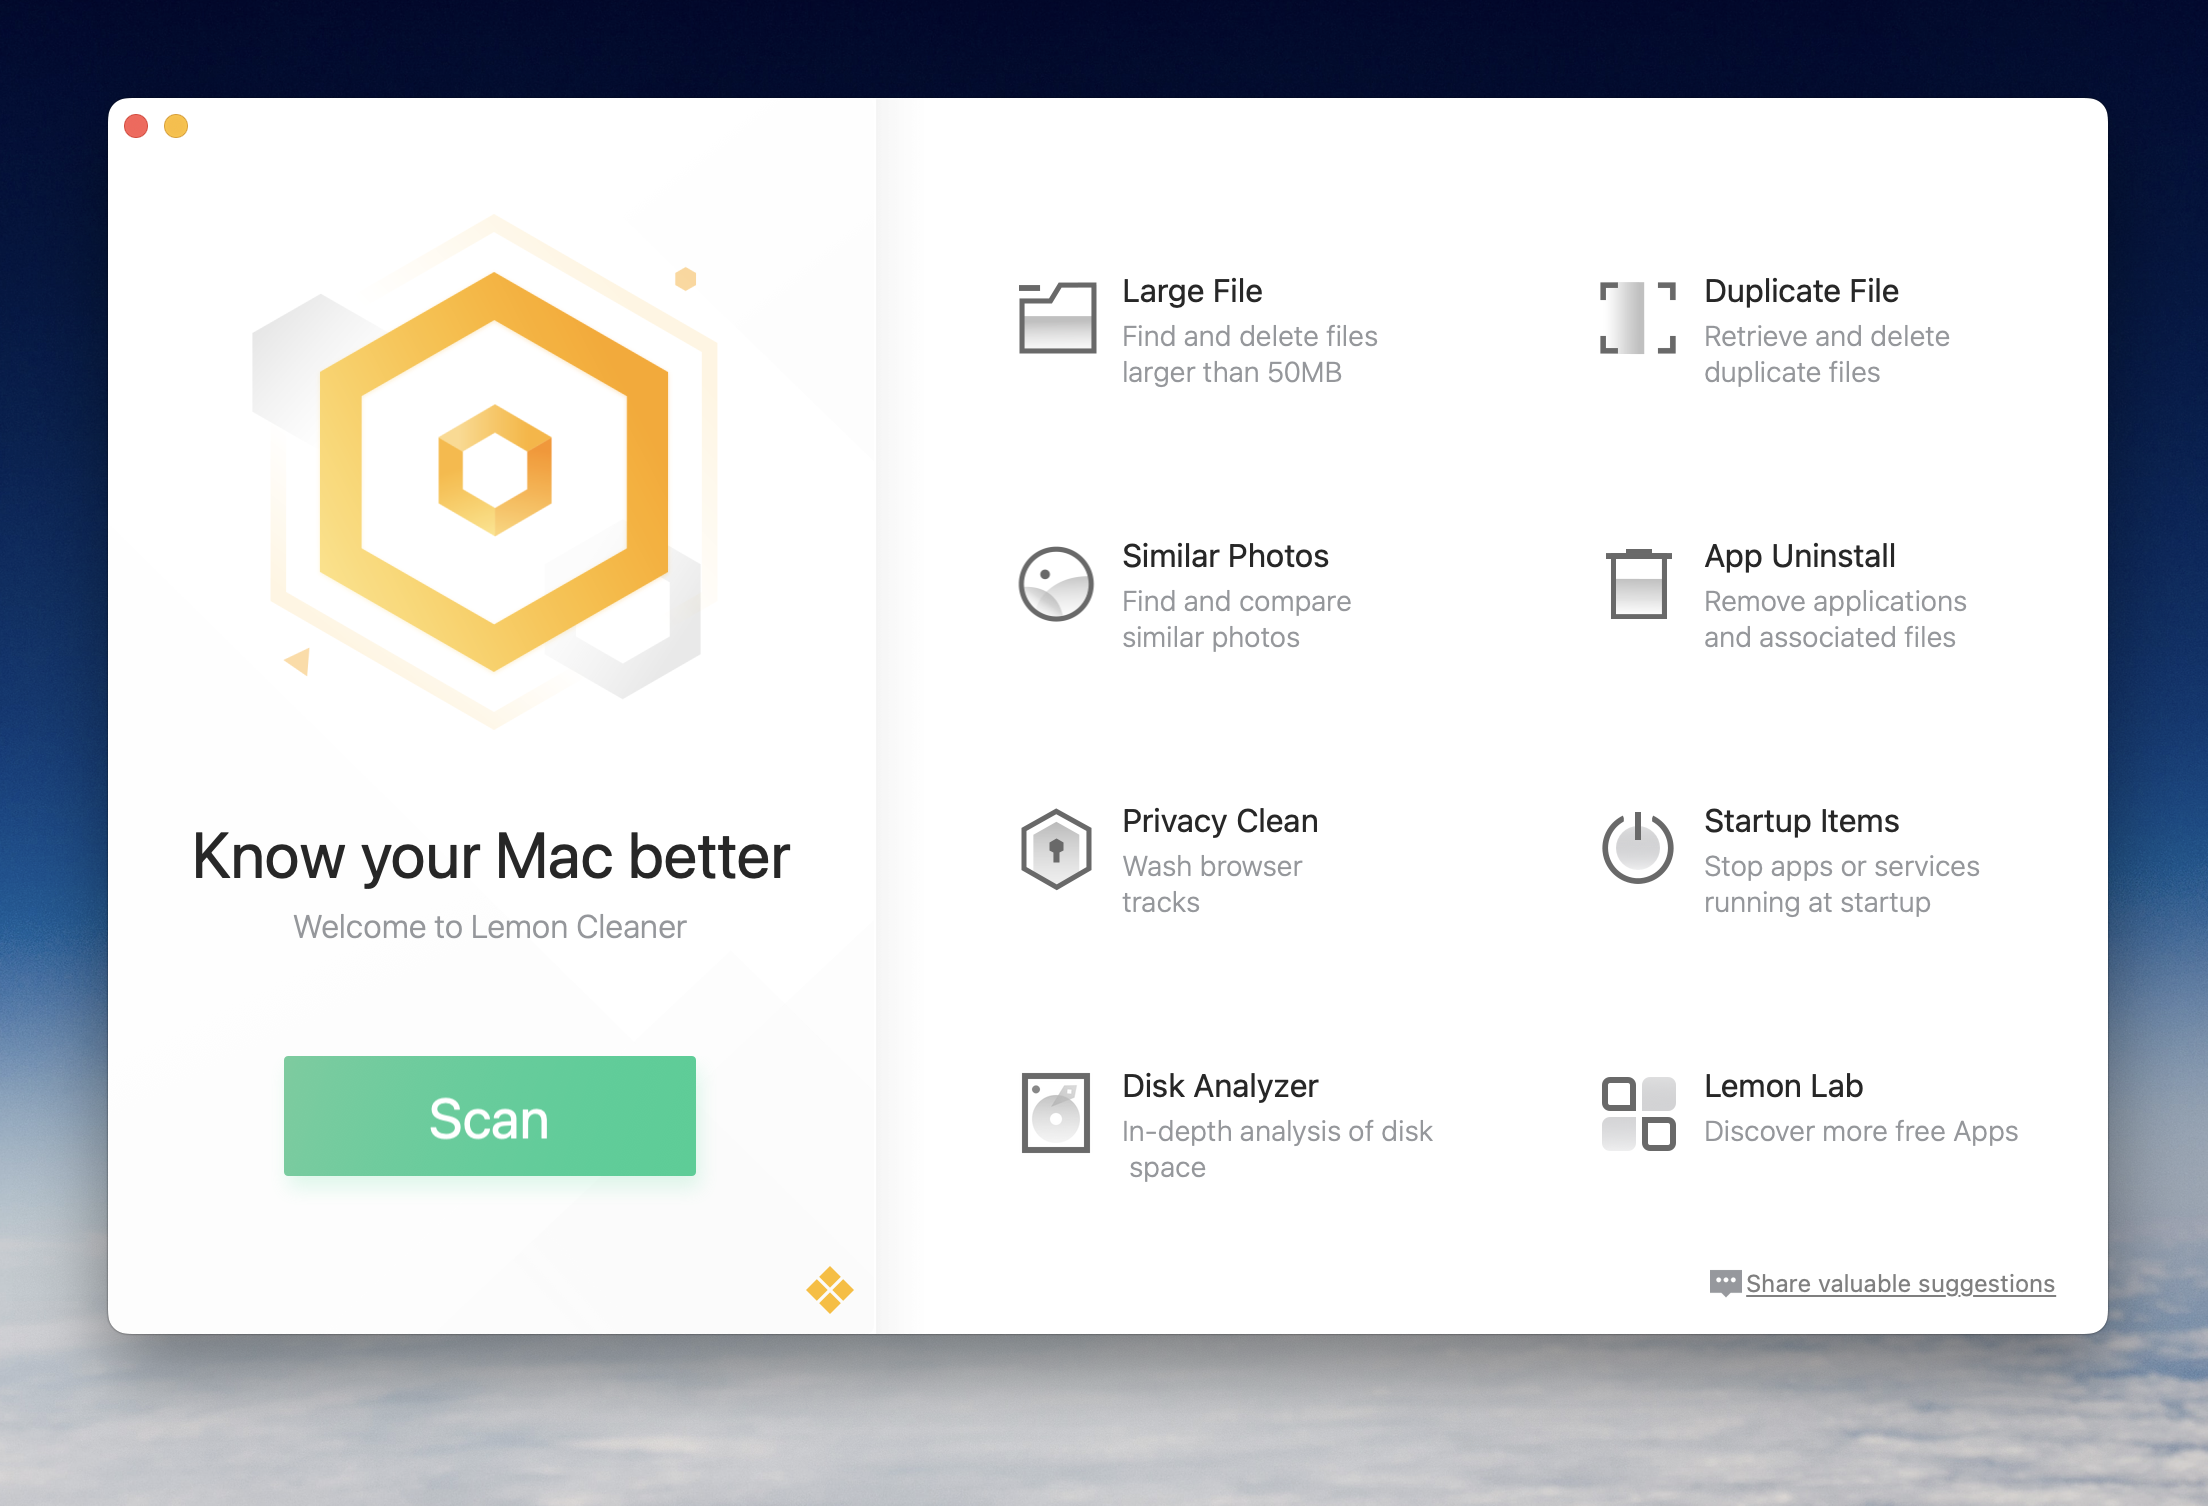 Know your Mac better
Welcome to Lemon Cleaner
Scan
Large File
Find and delete files
larger than 50MB
Duplicate File
Retrieve and delete
duplicate files
Similar Photos
Find and compare
similar photos
App Uninstall
Remove applications
and associated files
Privacy Clean
Wash browser
tracks
Startup Items
Stop apps or services
running at startup
Disk Analyzer
In-depth analysis of disk
space
Lemon Lab
Discover more free Apps
Share valuable suggestions